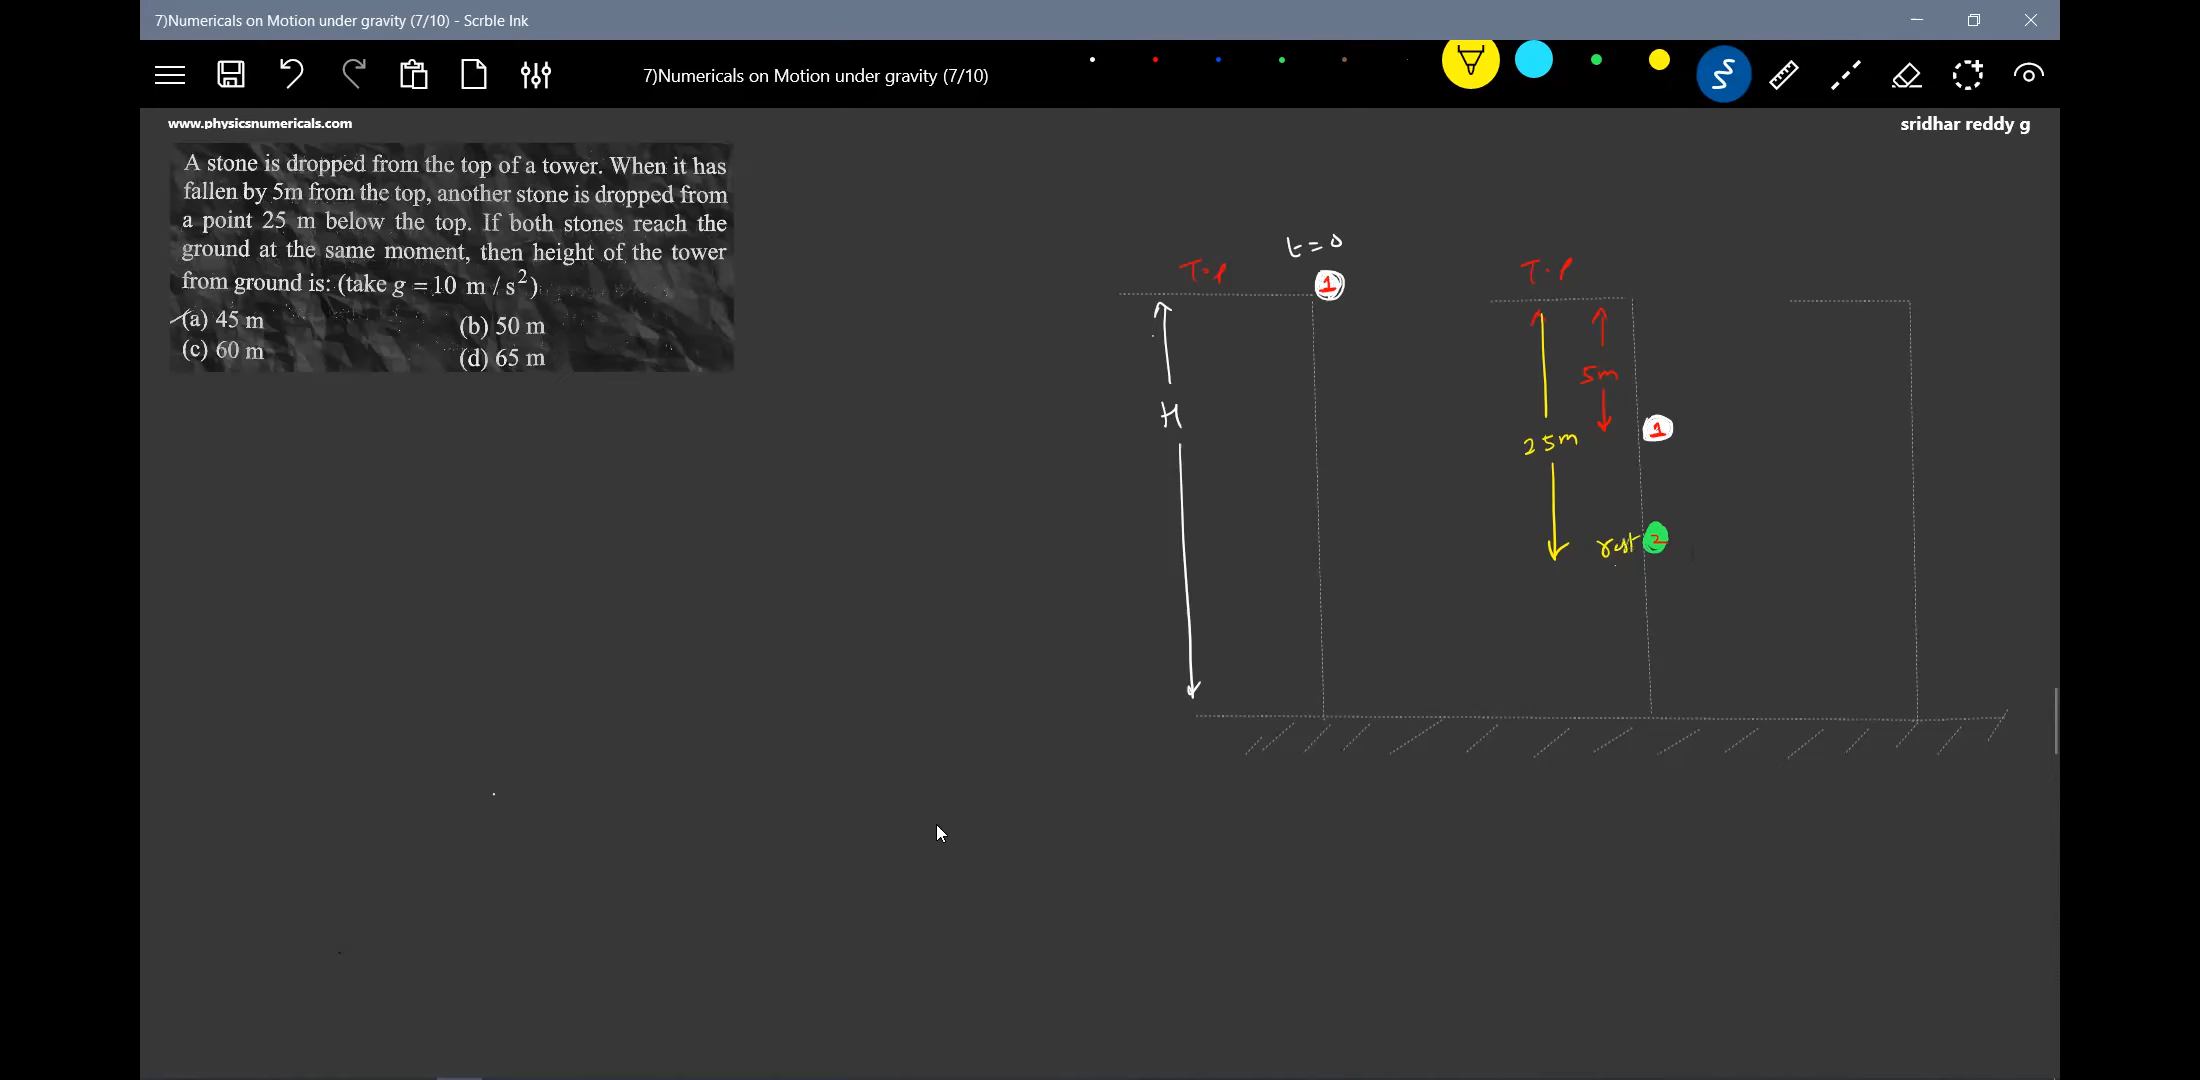 7)Numericals on Motion under gravity (7/10) - Scrble Ink
7)Numericals on Motion under gravity (7/10)
www.physicsnumericals.com
sridhar reddy g
A stone is dropped from the top of a tower. When it has
fallen by 5m from the top, another stone is dropped from
a point 25 m below the top. If both stones reach the
ground at the same moment, then height of the tower
from ground is: (take g = 10 m / s²)
(a) 45 m
(b) 50 m
(c) 60 m
(d) 65 m
t = 0
Top
1
H
Top
5m
25m
1
rest
2